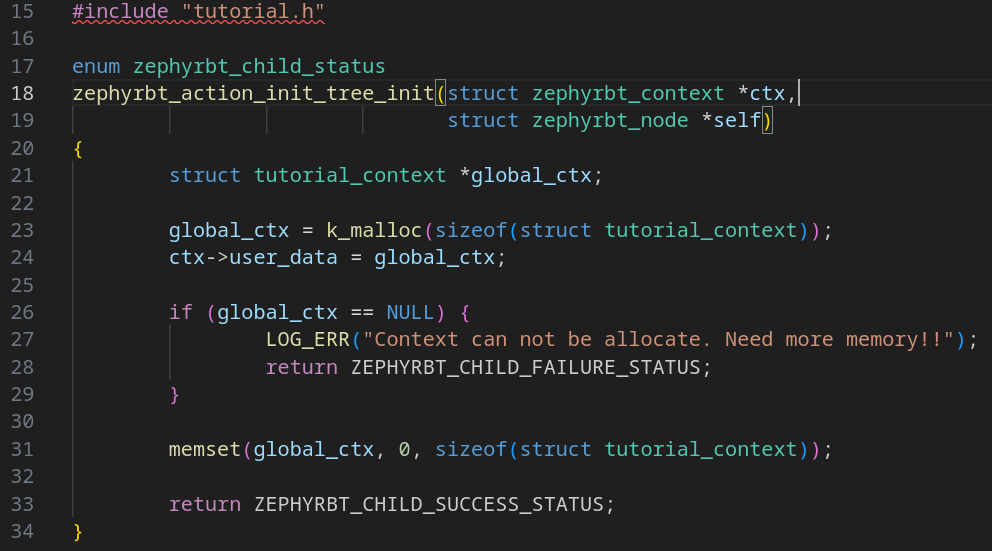 15 #include "tutorial.h"
16
17 enum zephyrbt_child_status
18 zephyrbt_action_init_tree_init(struct zephyrbt_context *ctx,
19 struct zephyrbt_node *self)
20 {
21 struct tutorial_context *global_ctx;
22
23 global_ctx = k_malloc(sizeof(struct tutorial_context));
24 ctx->user_data = global_ctx;
25
26 if (global_ctx == NULL) {
27 LOG_ERR("Context can not be allocate. Need more memory!!");
28 return ZEPHYRBT_CHILD_FAILURE_STATUS;
29 }
30
31 memset(global_ctx, 0, sizeof(struct tutorial_context));
32
33 return ZEPHYRBT_CHILD_SUCCESS_STATUS;
34 }